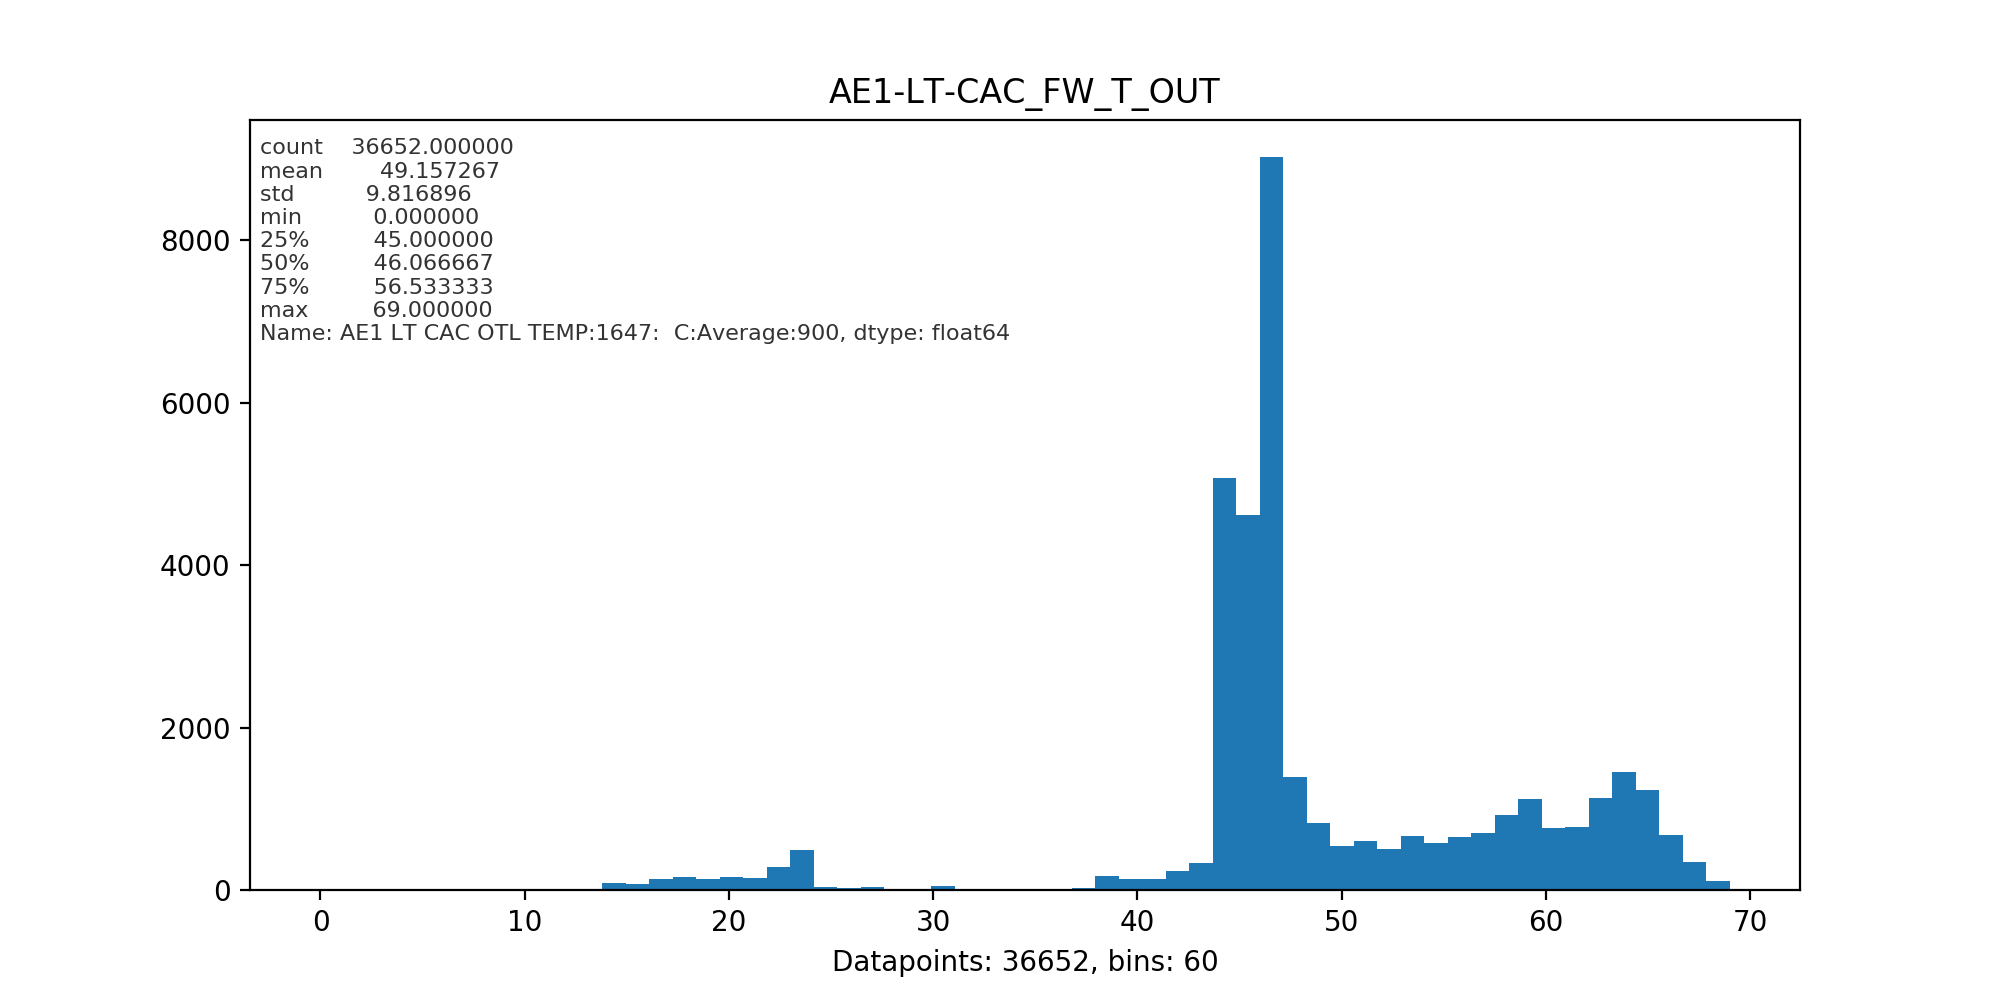 AE1-LT-CAC_FW_T_OUT
count    36652.000000
mean        49.157267
std          9.816896
min          0.000000
25%         45.000000
50%         46.066667
75%         56.533333
max         69.000000
Name: AE1 LT CAC OTL TEMP:1647:  C:Average:900, dtype: float64
8000
6000
4000
2000
0
0 10 20 30 40 50 60 70
Datapoints: 36652, bins: 60